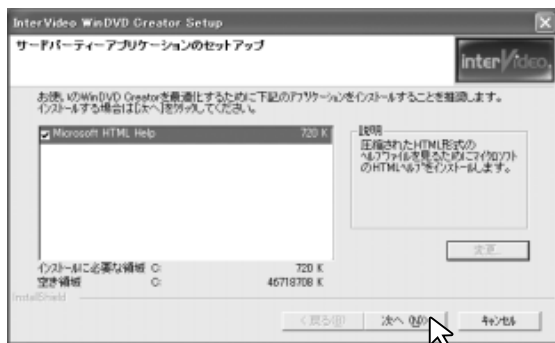 InterVideo WinDVD Creator Setup
サードパーティーアプリケーションのセットアップ
InterVideo.
お使いのWinDVD Creatorを最適化するために下記のアプリケーションをインストールすることを推奨します。
インストールする場合は[次へ]をクリックしてください。
Microsoft HTML Help 720 K
説明
圧縮されたHTML形式の
ヘルプファイルを見るためにマイクロソフト
のHTMLヘルプをインストールします。
変更...
インストールに必要な領域 C: 720 K
空き領域 C: 46718708 K
InstallShield
< 戻る(B)
次へ (N)>
キャンセル